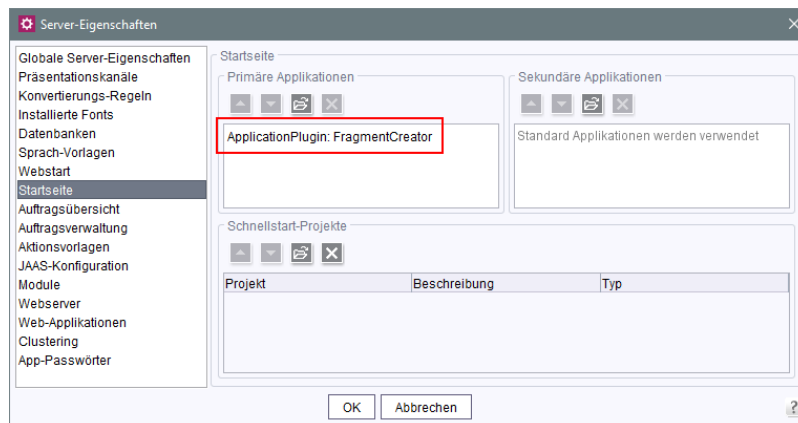 Server-Eigenschaften
Globale Server-Eigenschaften
Präsentationskanäle
Konvertierungs-Regeln
Installierte Fonts
Datenbanken
Sprach-Vorlagen
Webstart
Startseite
Auftragsübersicht
Auftragsverwaltung
Aktionsvorlagen
JAAS-Konfiguration
Module
Webserver
Web-Applikationen
Clustering
App-Passwörter
Startseite
Primäre Applikationen
ApplicationPlugin: FragmentCreator
Sekundäre Applikationen
Standard Applikationen werden verwendet
Schnellstart-Projekte
Projekt Beschreibung Typ
OK Abbrechen ?